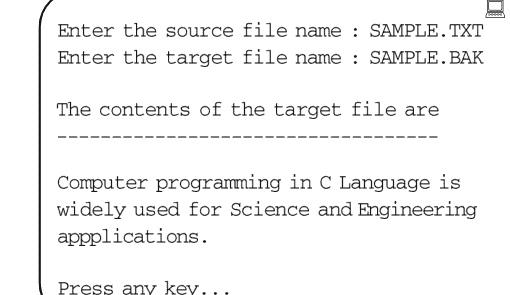 Enter the source file name : SAMPLE.TXT
Enter the target file name : SAMPLE.BAK
The contents of the target file are
-----------------------------------
Computer programming in C Language is
widely used for Science and Engineering
appplications.
Press any key...